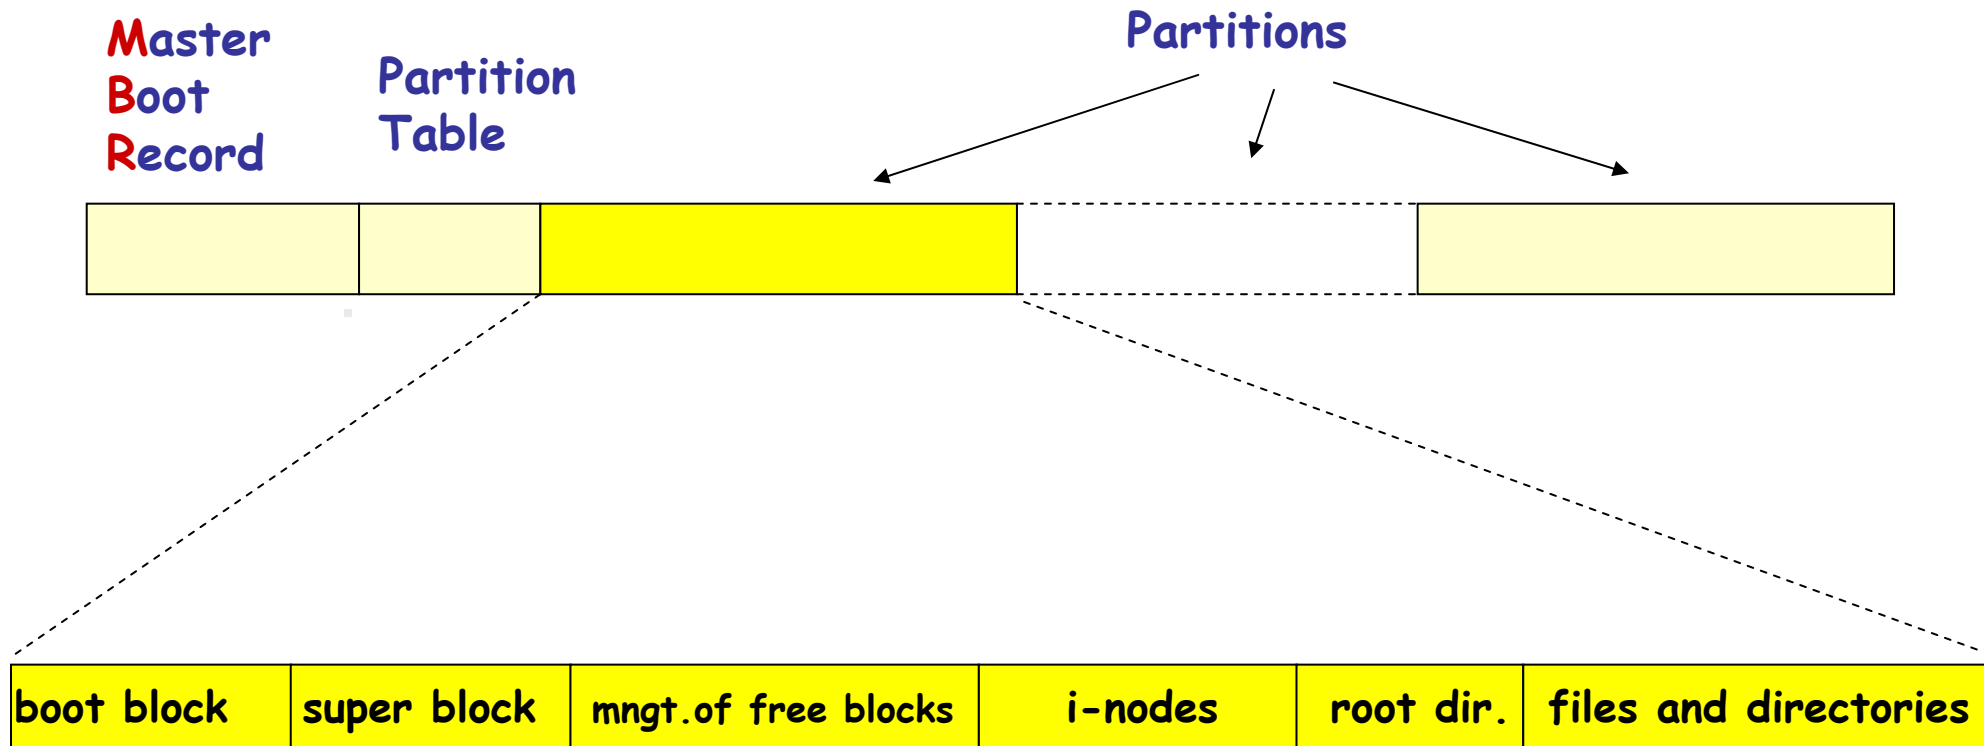 Master
Boot
Record
Partition
Table
Partitions
boot block
super block
mngt.of free blocks
i-nodes
root dir.
files and directories